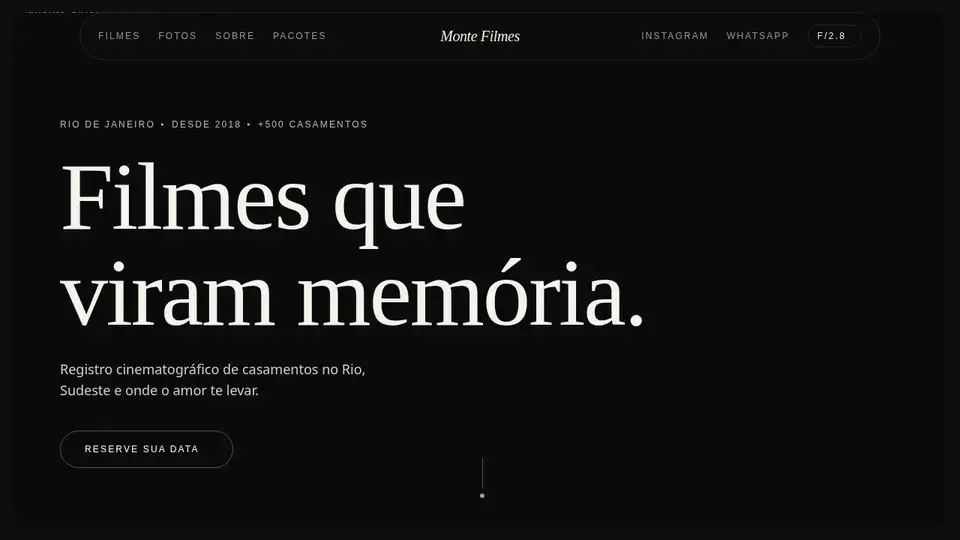 FILMES FOTOS SOBRE PACOTES Monte Filmes INSTAGRAM WHATSAPP F/2.8
RIO DE JANEIRO ▸ DESDE 2018 ▸ +500 CASAMENTOS
Filmes que
viram memória.
Registro cinematográfico de casamentos no Rio,
Sudeste e onde o amor te levar.
RESERVE SUA DATA